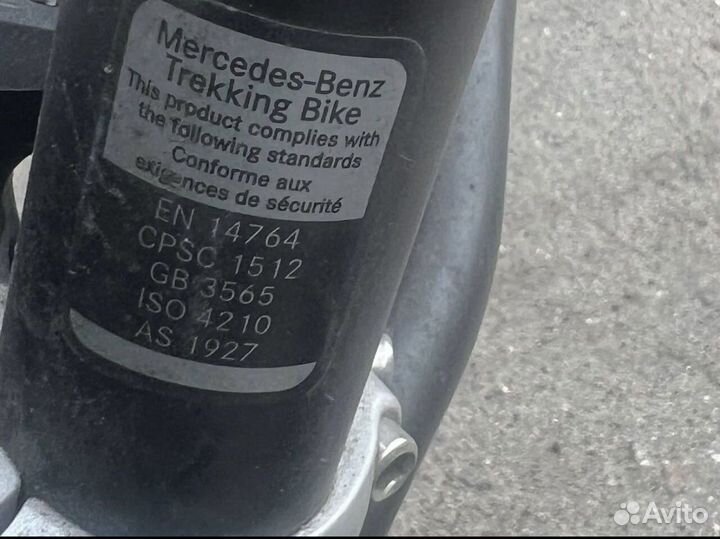 Mercedes-Benz
Trekking Bike
This product complies with
the following standards
Conforme aux
exigences de sécurité
EN 14764
CPSC 1512
GB 3565
ISO 4210
AS 1927
Avito